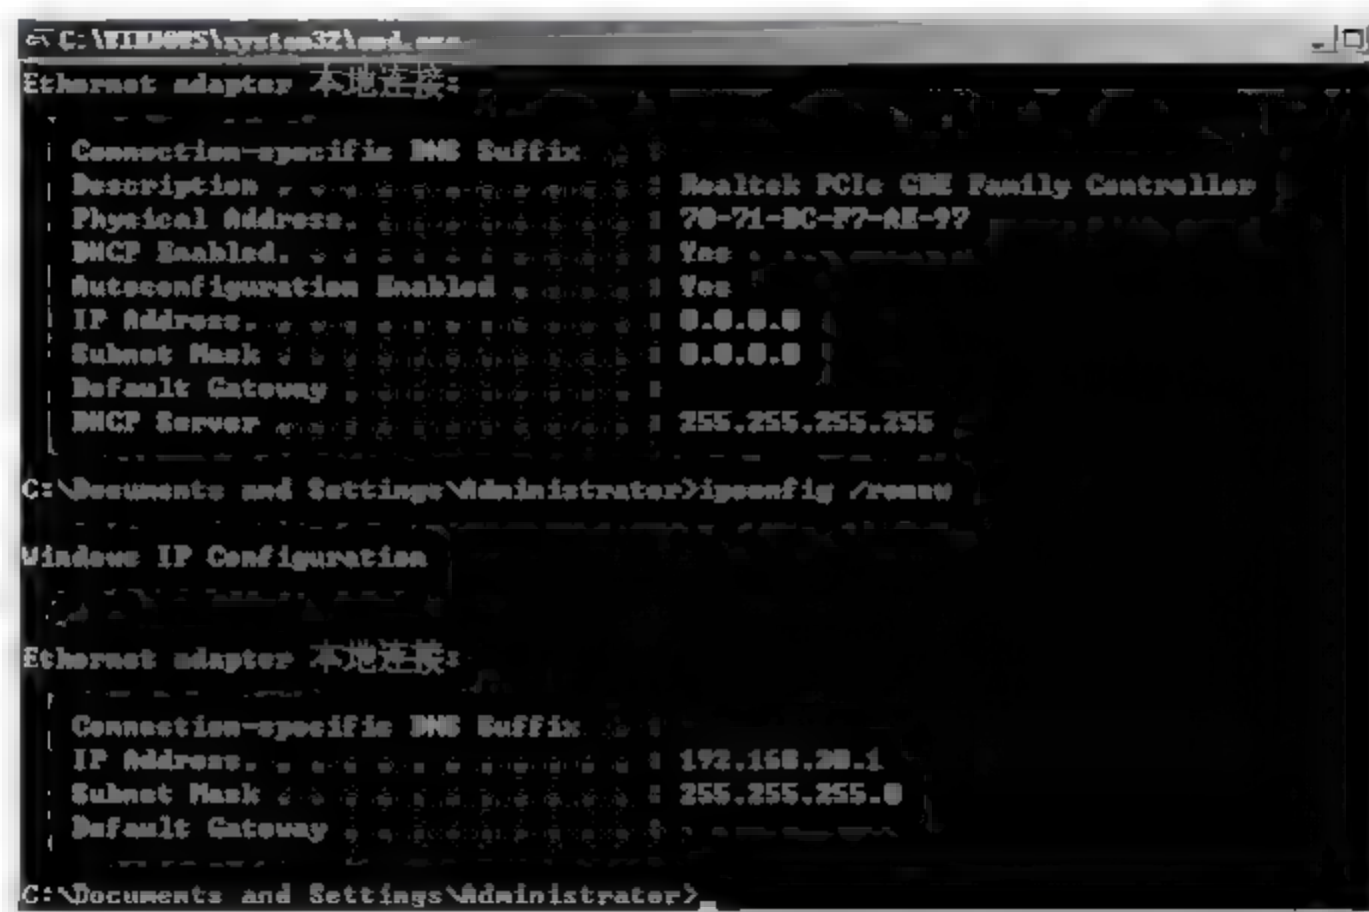 C:\WINDOWS\system32\cmd.exe
Ethernet adapter 本地连接:
Connection-specific DNS Suffix . :
Description . . . . . . . . . . . : Realtek PCIe GBE Family Controller
Physical Address. . . . . . . . . : 70-71-BC-F7-AE-97
DHCP Enabled. . . . . . . . . . . : Yes
Autoconfiguration Enabled . . . . : Yes
IP Address. . . . . . . . . . . . : 0.0.0.0
Subnet Mask . . . . . . . . . . . : 0.0.0.0
Default Gateway . . . . . . . . . :
DHCP Server . . . . . . . . . . . : 255.255.255.255
C:\Documents and Settings\Administrator>ipconfig /renew
Windows IP Configuration
Ethernet adapter 本地连接:
Connection-specific DNS Suffix . :
IP Address. . . . . . . . . . . . : 192.168.20.1
Subnet Mask . . . . . . . . . . . : 255.255.255.0
Default Gateway . . . . . . . . . :
C:\Documents and Settings\Administrator>_